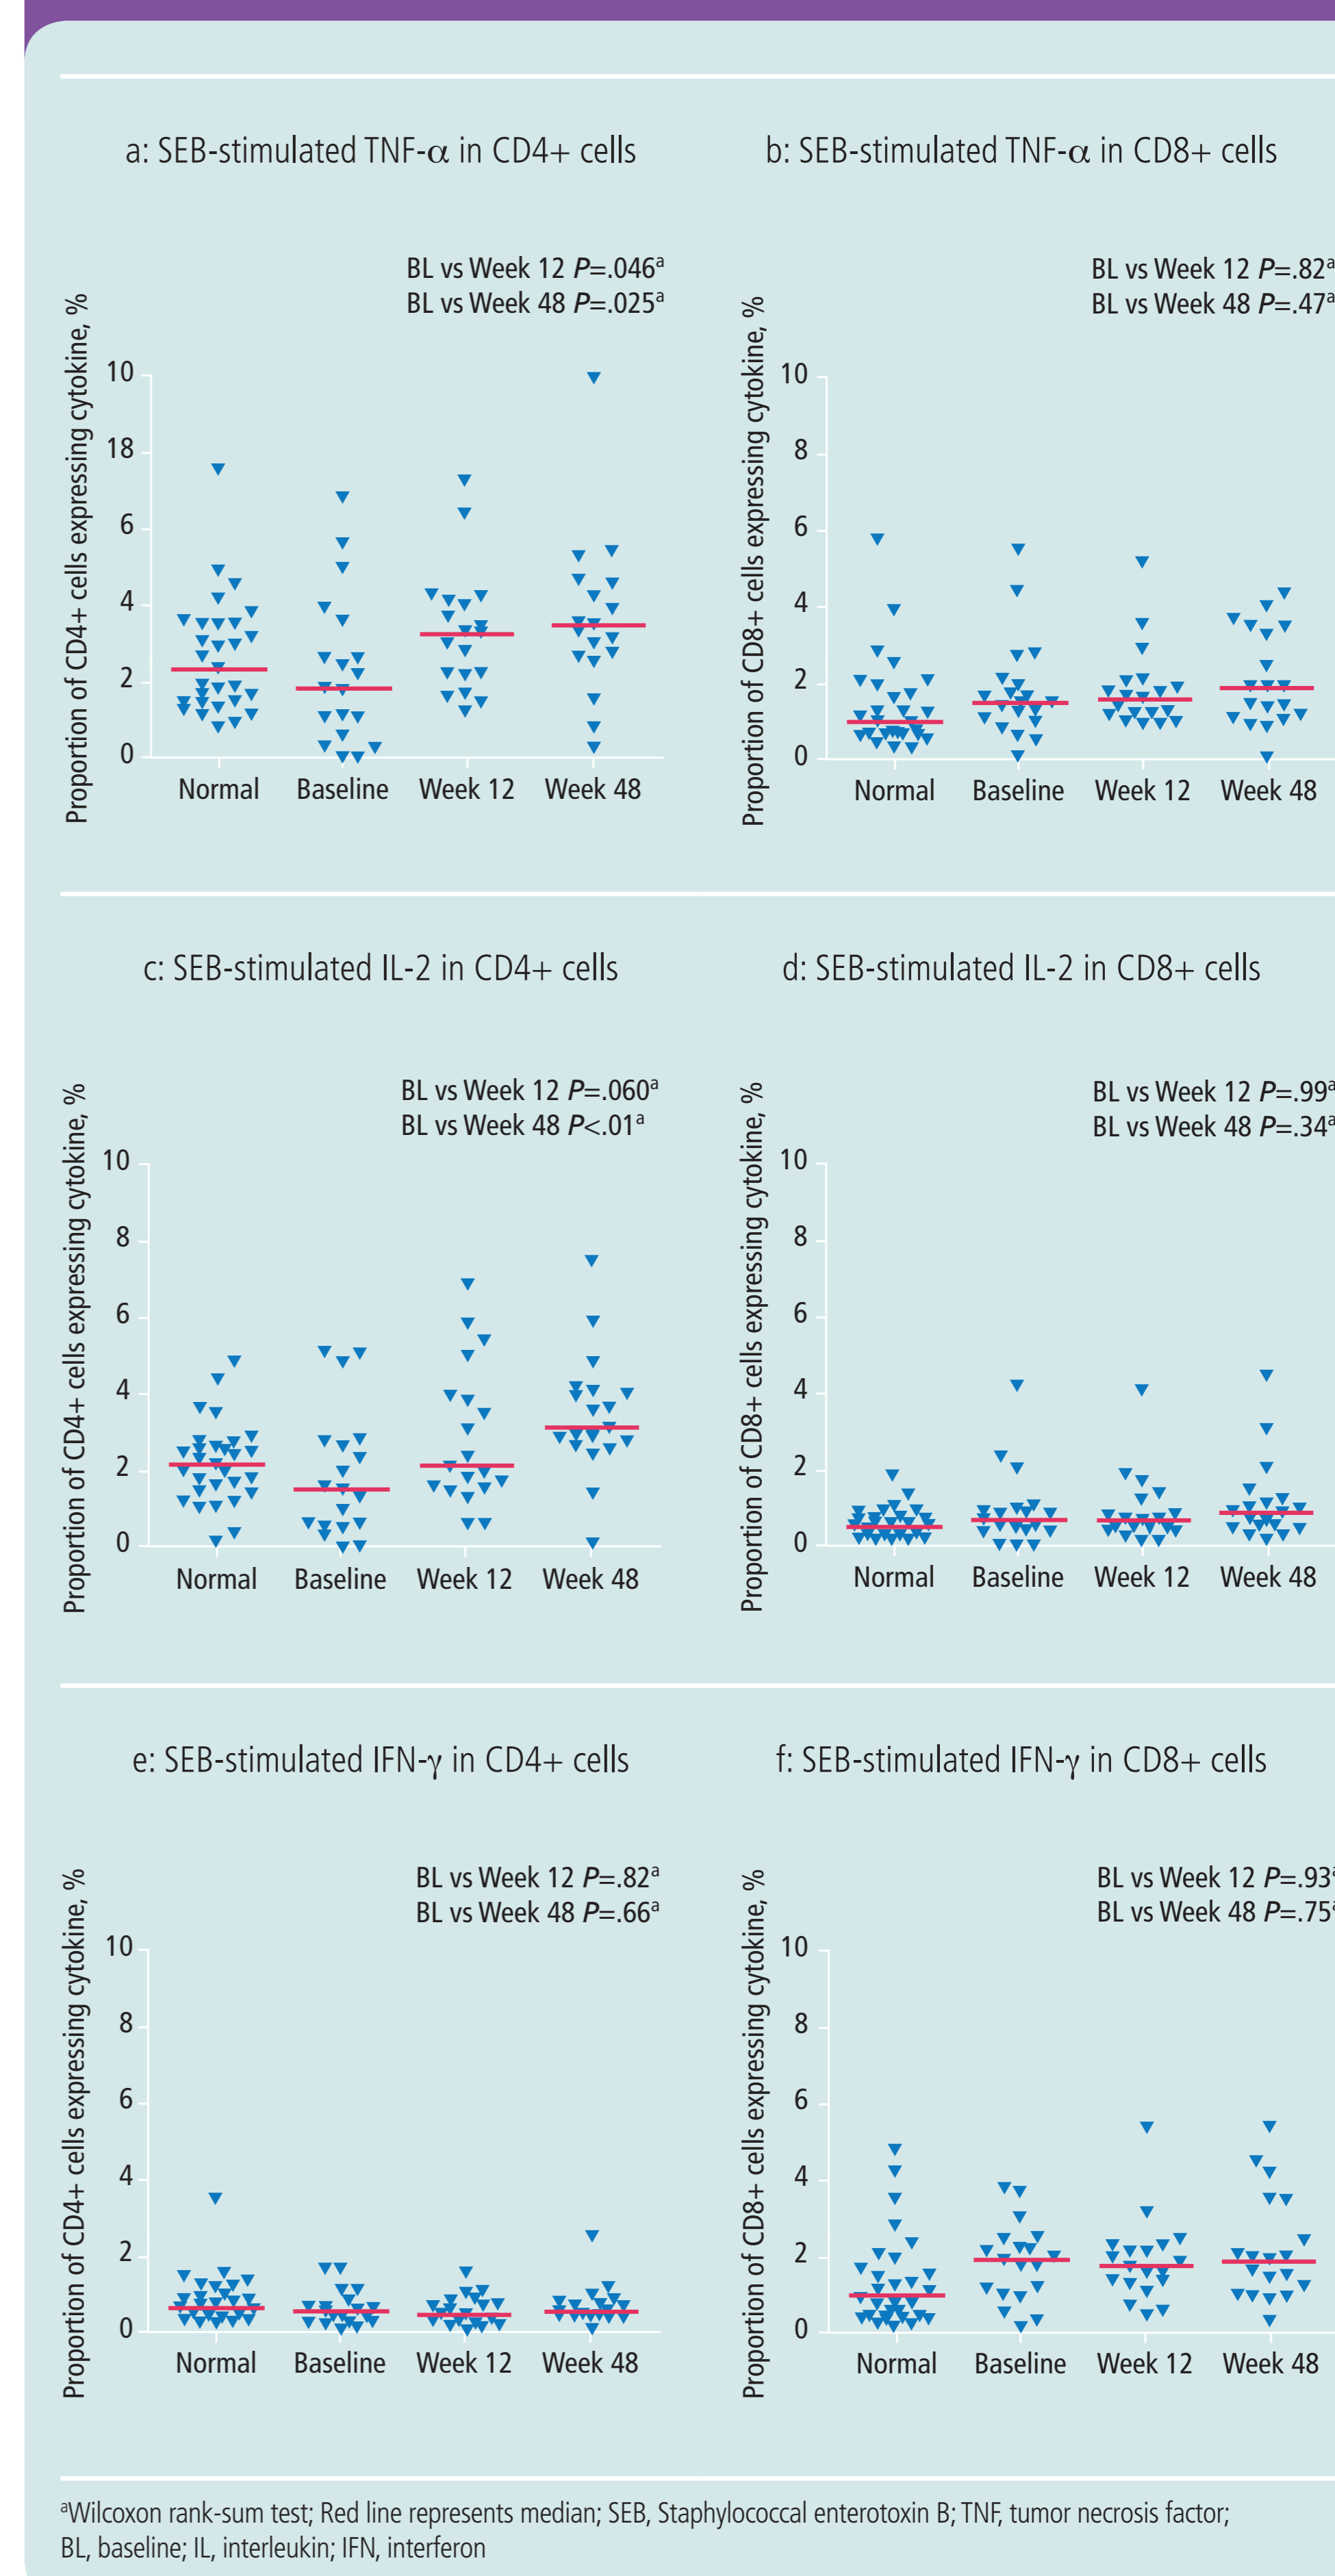 a: SEB-stimulated TNF-α in CD4+ cells
BL vs Week 12 P=.046a
BL vs Week 48 P=.025a
Proportion of CD4+ cells expressing cytokine, %
10
18
6
4
2
0
Normal Baseline Week 12 Week 48
b: SEB-stimulated TNF-α in CD8+ cells
BL vs Week 12 P=.82a
BL vs Week 48 P=.47a
Proportion of CD8+ cells expressing cytokine, %
10
8
6
4
2
0
Normal Baseline Week 12 Week 48
c: SEB-stimulated IL-2 in CD4+ cells
BL vs Week 12 P=.060a
BL vs Week 48 P<.01a
Proportion of CD4+ cells expressing cytokine, %
10
8
6
4
2
0
Normal Baseline Week 12 Week 48
d: SEB-stimulated IL-2 in CD8+ cells
BL vs Week 12 P=.99a
BL vs Week 48 P=.34a
Proportion of CD8+ cells expressing cytokine, %
10
8
6
4
2
0
Normal Baseline Week 12 Week 48
e: SEB-stimulated IFN-γ in CD4+ cells
BL vs Week 12 P=.82a
BL vs Week 48 P=.66a
Proportion of CD4+ cells expressing cytokine, %
10
8
6
4
2
0
Normal Baseline Week 12 Week 48
f: SEB-stimulated IFN-γ in CD8+ cells
BL vs Week 12 P=.93a
BL vs Week 48 P=.75a
Proportion of CD8+ cells expressing cytokine, %
10
8
6
4
2
0
Normal Baseline Week 12 Week 48
aWilcoxon rank-sum test; Red line represents median; SEB, Staphylococcal enterotoxin B; TNF, tumor necrosis factor;
BL, baseline; IL, interleukin; IFN, interferon